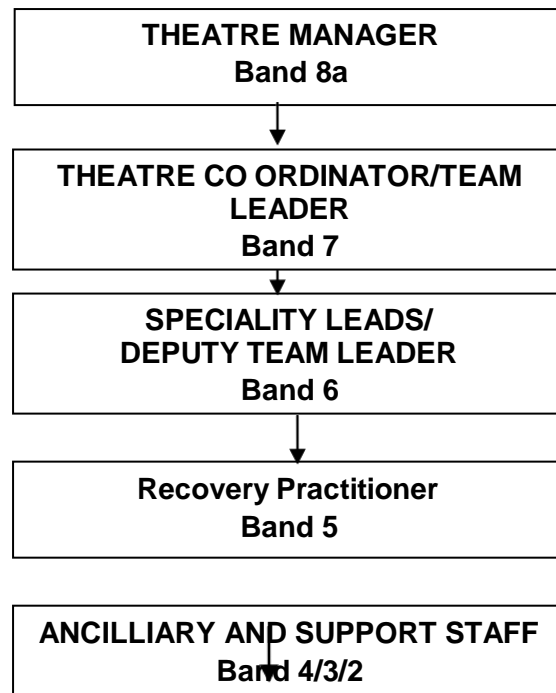 THEATRE MANAGER
Band 8a
THEATRE CO ORDINATOR/TEAM
LEADER
Band 7
SPECIALITY LEADS/
DEPUTY TEAM LEADER
Band 6
Recovery Practitioner
Band 5
ANCILLIARY AND SUPPORT STAFF
Band 4/3/2